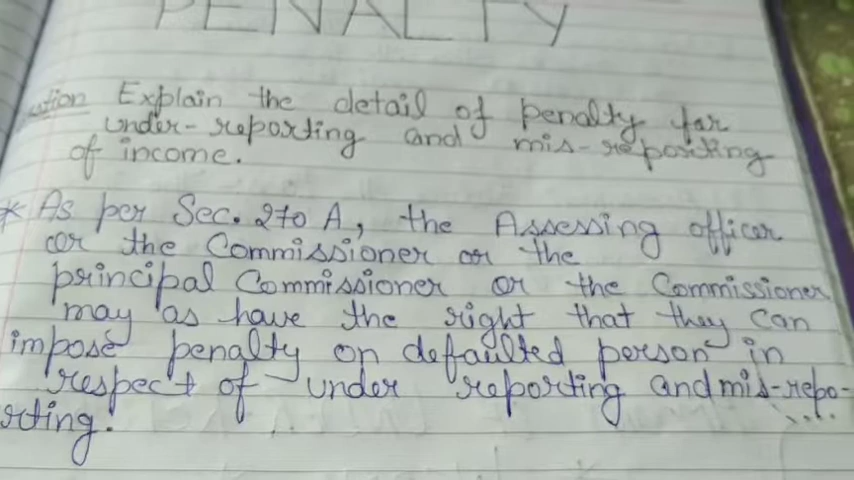 PENALTY
Explain the detail of penalty for
under-reporting and mis-reporting
of income.
* As per Sec. 270 A, the Assessing officer
or the Commissioner or the
principal Commissioner or the Commissioner
may as have the right that they can
impose penalty on defaulted person in
respect of under reporting and mis-repo-
rting.